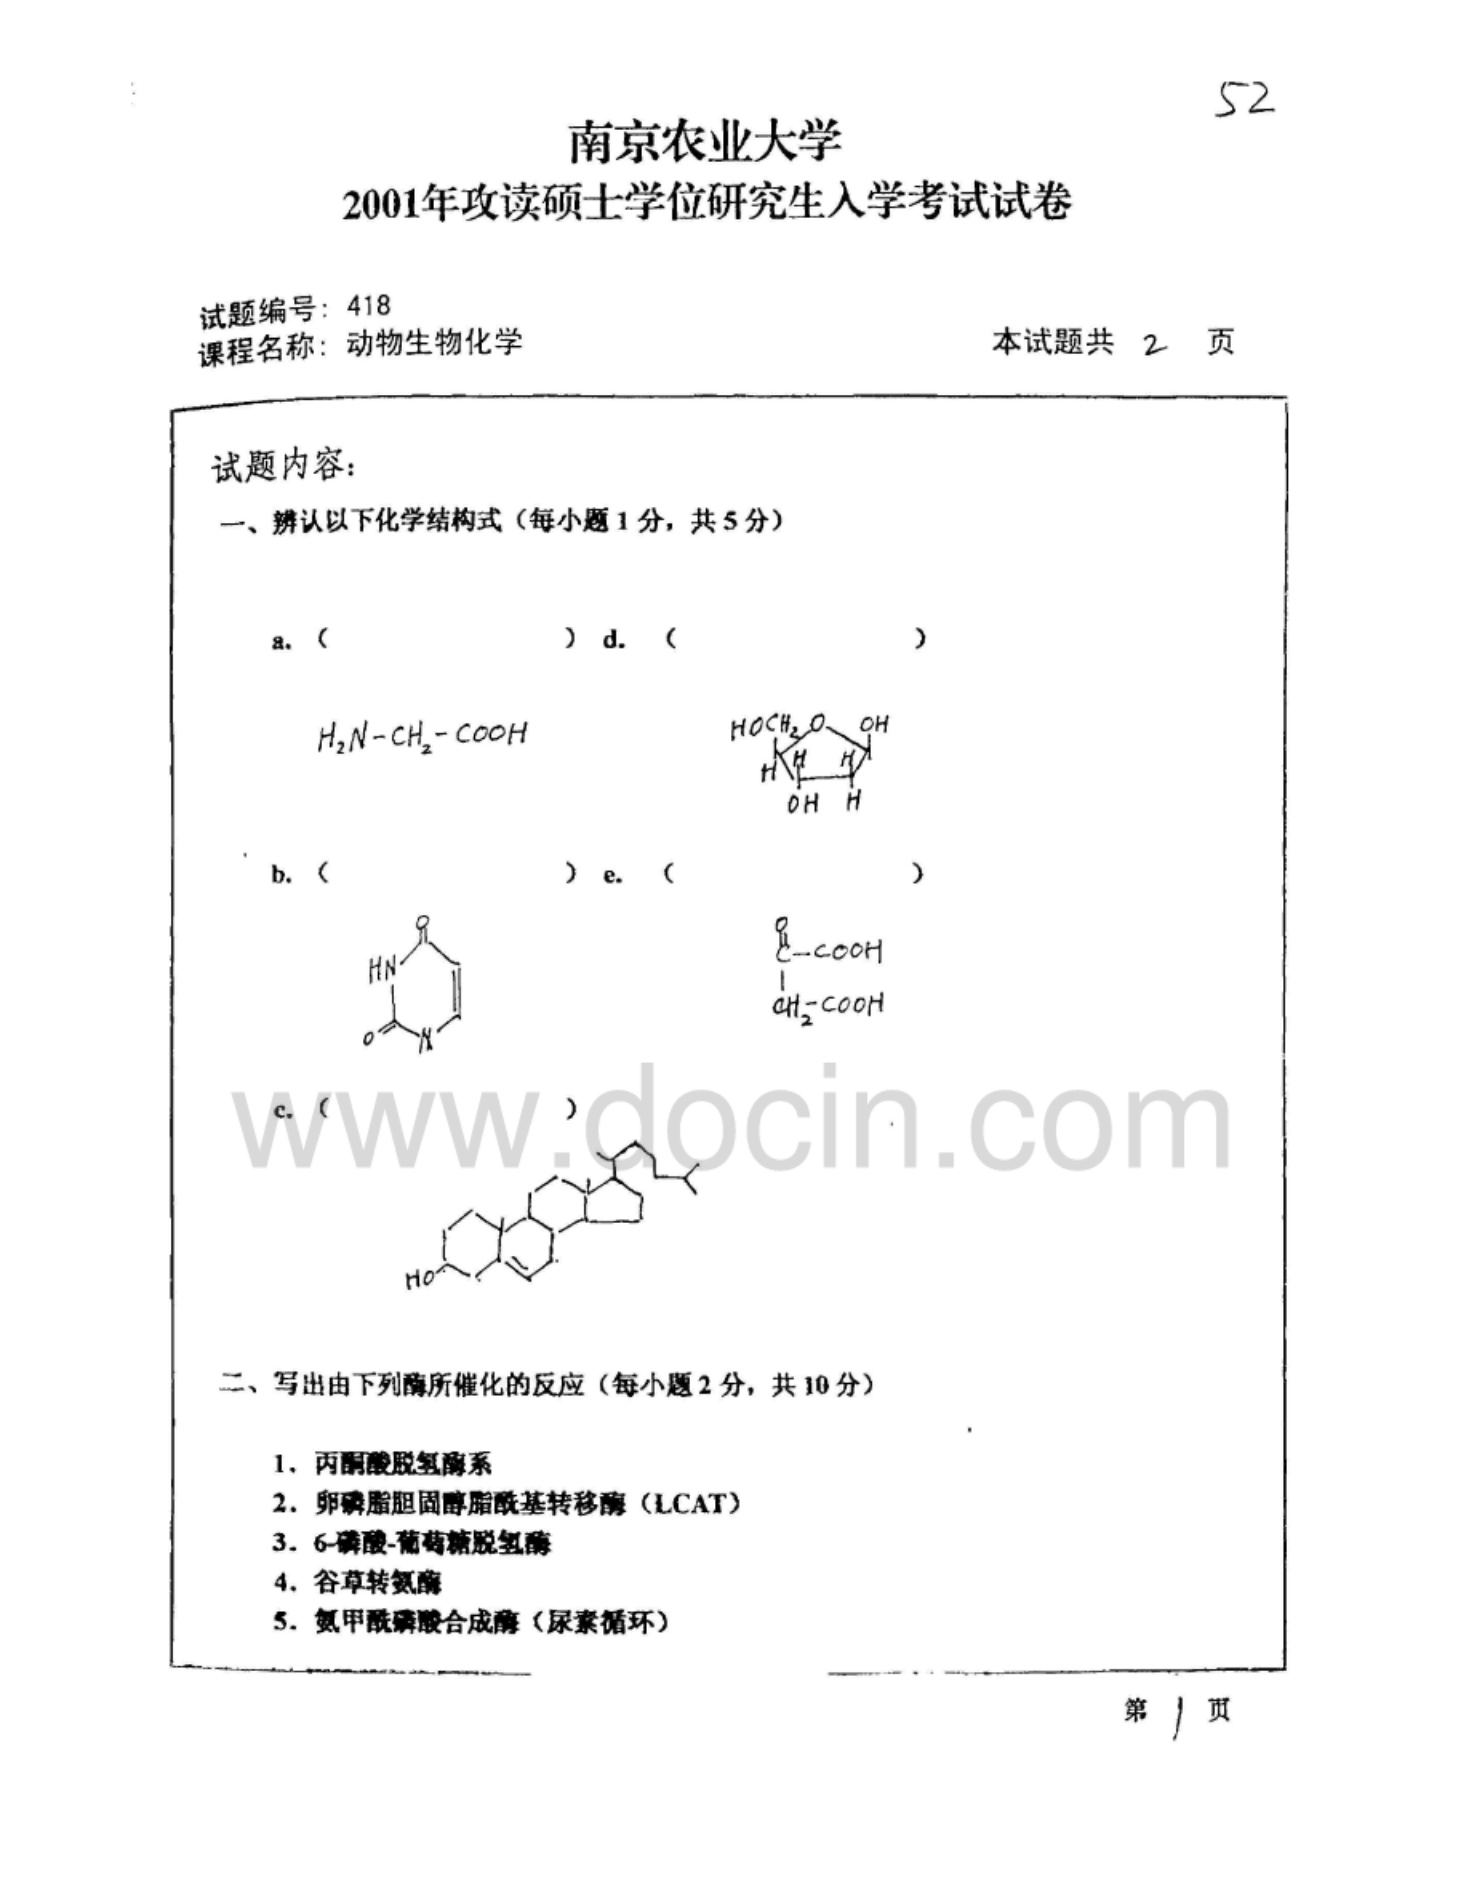 52
南京农业大学
2001年攻读硕士学位研究生入学考试试卷
试题编号: 418
课程名称: 动物生物化学 本试题共 2 页
试题内容:
一、辨认以下化学结构式（每小题1分，共5分）
a. （ ） d. （ ）
H₂N-CH₂-COOH
HOCH₂ O OH
H H H
OH H
b. （ ） e. （ ）
O
HN
O N
O
C-COOH
CH₂-COOH
www.docin.com
c. （ ）
HO
二、写出由下列酶所催化的反应（每小题2分，共10分）
1. 丙酮酸脱氢酶系
2. 卵磷脂胆固醇脂酰基转移酶（LCAT）
3. 6-磷酸-葡萄糖脱氢酶
4. 谷草转氨酶
5. 氨甲酰磷酸合成酶（尿素循环）
第 1 页